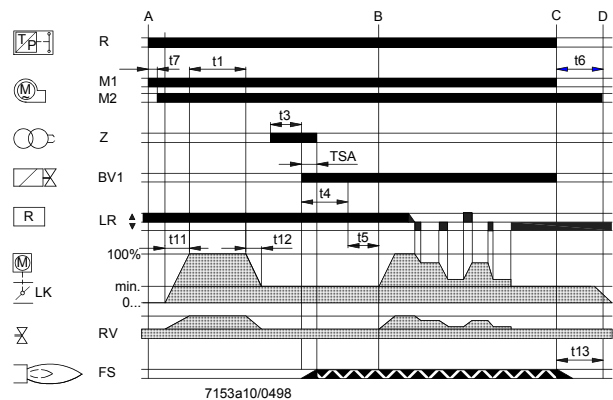 A B C D
T/P R
t7 t1 t6
M M1
M2
t3
Z
TSA
BV1
t4
R LR
t11 t12 t5
100%
M
min.
LK
0...
RV
t13
FS
7153a10/0498